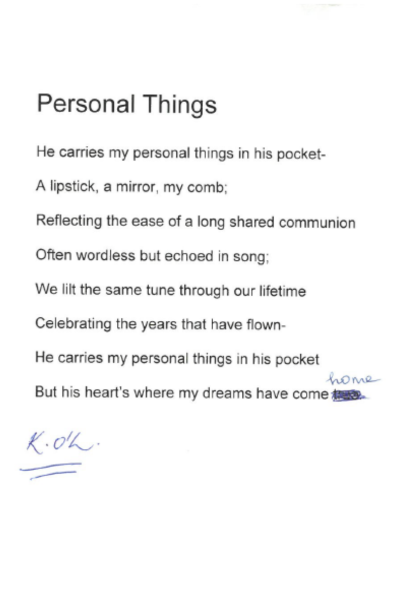 Personal Things
He carries my personal things in his pocket-
A lipstick, a mirror, my comb;
Reflecting the ease of a long shared communion
Often wordless but echoed in song;
We lilt the same tune through our lifetime
Celebrating the years that have flown-
He carries my personal things in his pocket
But his heart's where my dreams have come home
K. O'L.